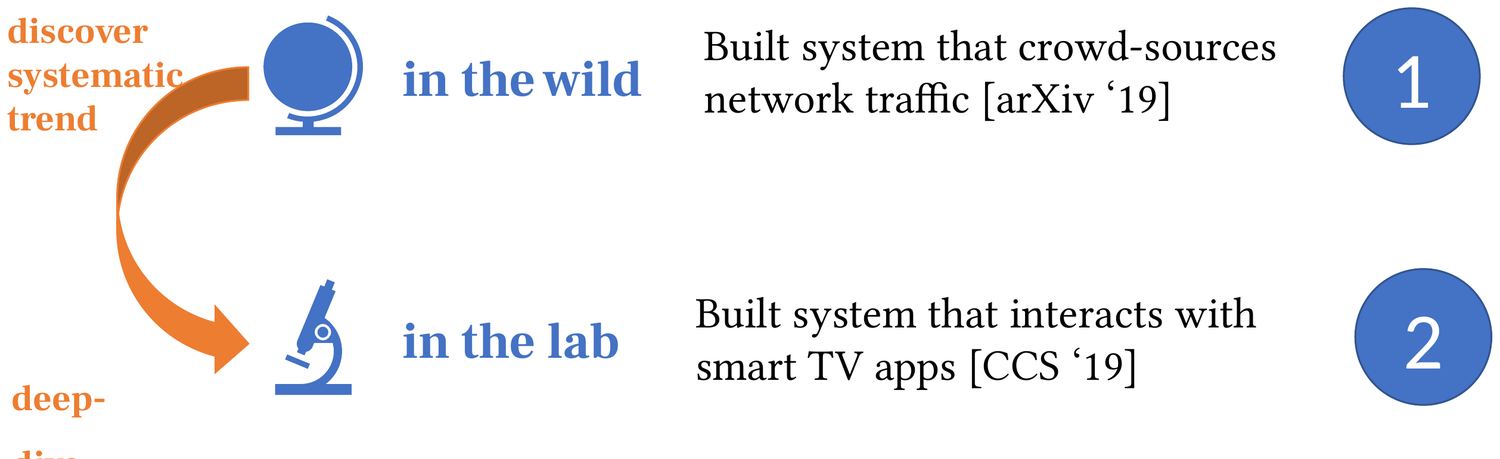 discover
systematic
trend
in the wild
Built system that crowd-sources
network traffic [arXiv ‘19]
1
in the lab
Built system that interacts with
smart TV apps [CCS ‘19]
2
deep-